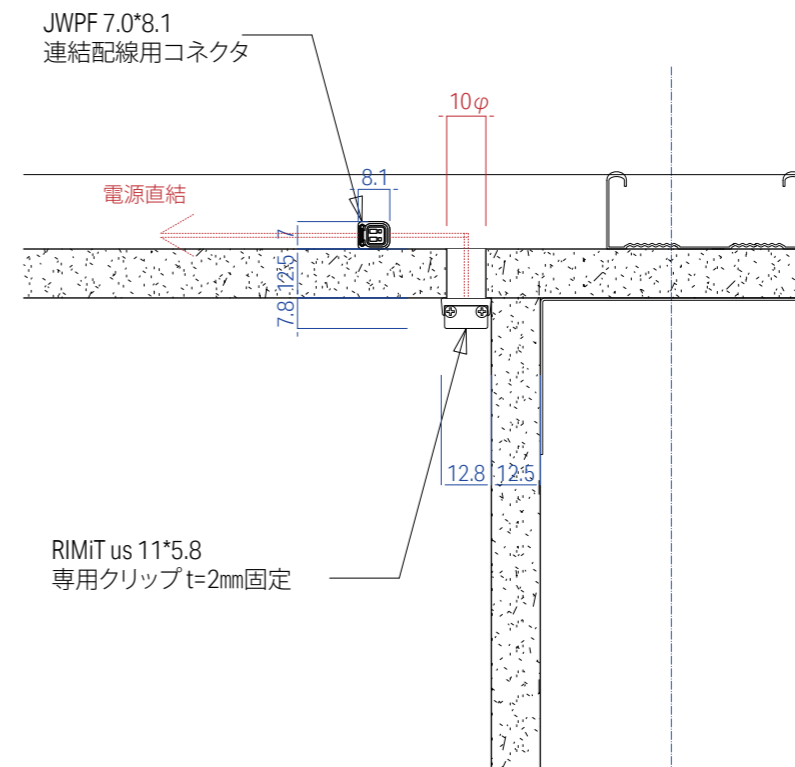 JWPF 7.0*8.1
連結配線用コネクタ
10φ
電源直結
8.1
7
12.5
7.8
12.8
12.5
RIMiT us 11*5.8
専用クリップ t=2㎜固定